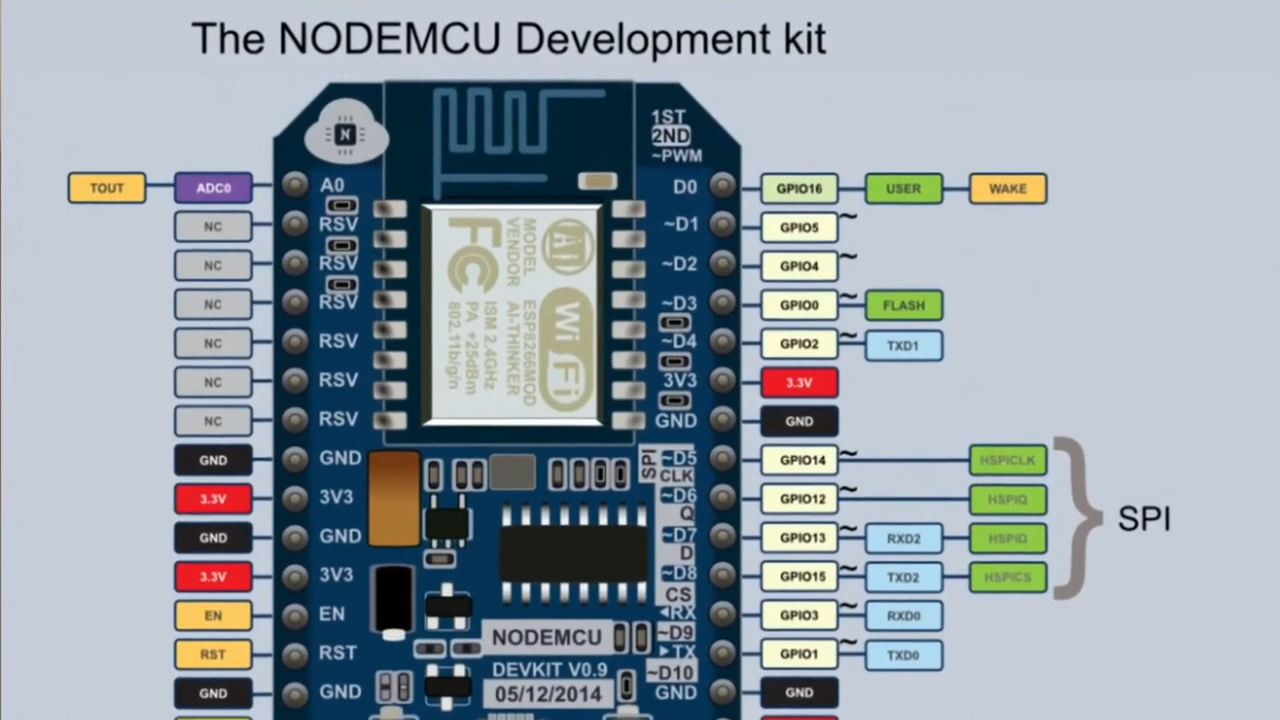 The NODEMCU Development kit
1ST
2ND
~PWM
TOUT ADC0 A0 D0 GPIO16 USER WAKE
NC RSV ~D1 GPIO5 ~
NC RSV ~D2 GPIO4 ~
NC RSV ~D3 GPIO0 ~ FLASH
NC RSV ~D4 GPIO2 ~ TXD1
NC RSV 3V3 3.3V
NC RSV GND GND
MODEL ESP8266MOD
VENDOR AI-THINKER
ISM 2.4GHz
PA +25dBm
802.11b/g/n
FC
AI
WiFi
GND GND SPI ~D5 GPIO14 ~ HSPICLK
CLK
3.3V 3V3 ~D6 GPIO12 ~ HSPIQ
Q
GND GND ~D7 GPIO13 ~ RXD2 HSPID
D
3.3V 3V3 ~D8 GPIO15 ~ TXD2 HSPICS
CS
SPI
EN EN RX GPIO3 ~ RXD0
NODEMCU ~D9
RST RST TX GPIO1 ~ TXD0
DEVKIT V0.9 ~D10
GND GND 05/12/2014 GND GND
N